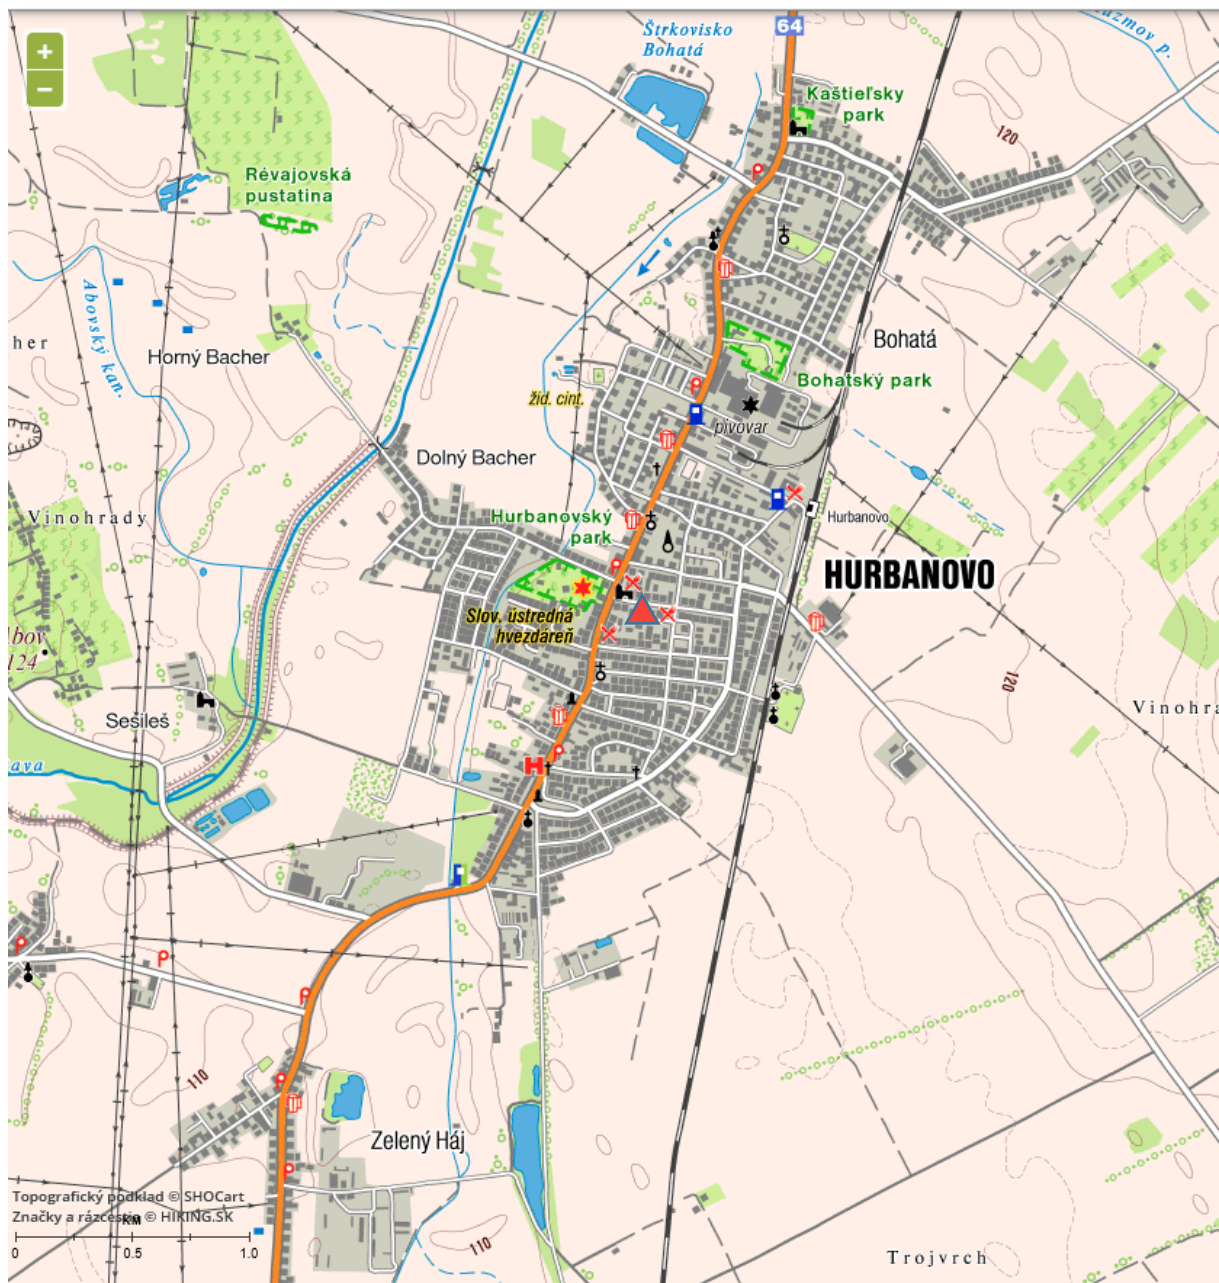 +
−
64
Štrkovisko
Bohatá
Kaštieľsky
park
120
Révajovská
pustatina
Abovský kan.
her
Horný Bacher
Bohatá
Bohatský park
žid. cint.
pivovar
Dolný Bacher
Vinohrady
Hurbanovský
park
Hurbanovo
HURBANOVO
Slov. ústredná
hvezdáreň
124
120
Sesileš
Vinohra
ava
110
Zelený Háj
110
Trojvrch
Topografický podklad © SHOCart
Značky a rázcestia © HIKING.SK
KM
0
0.5
1.0